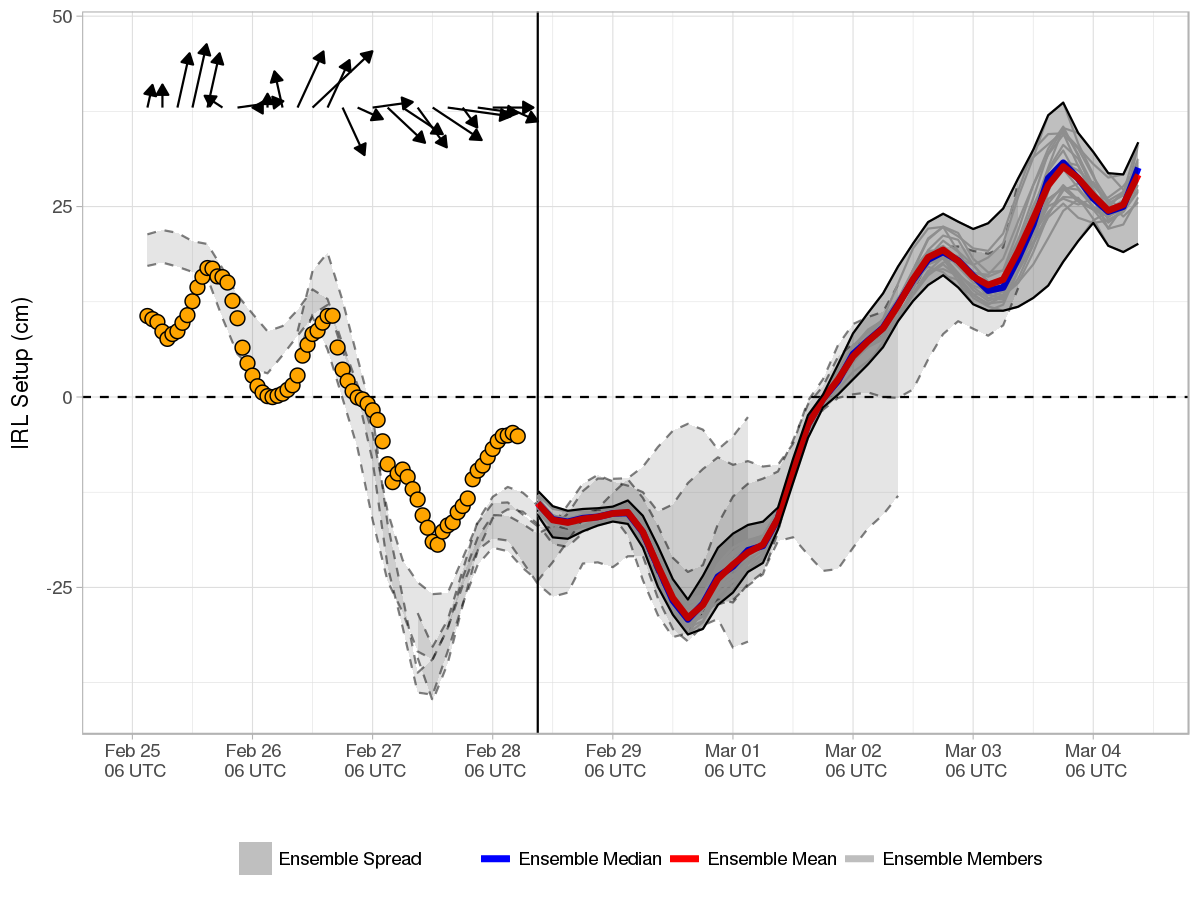 IRL Setup (cm)
50
25
0
-25
Feb 25
06 UTC
Feb 26
06 UTC
Feb 27
06 UTC
Feb 28
06 UTC
Feb 29
06 UTC
Mar 01
06 UTC
Mar 02
06 UTC
Mar 03
06 UTC
Mar 04
06 UTC
Ensemble Spread
Ensemble Median
Ensemble Mean
Ensemble Members